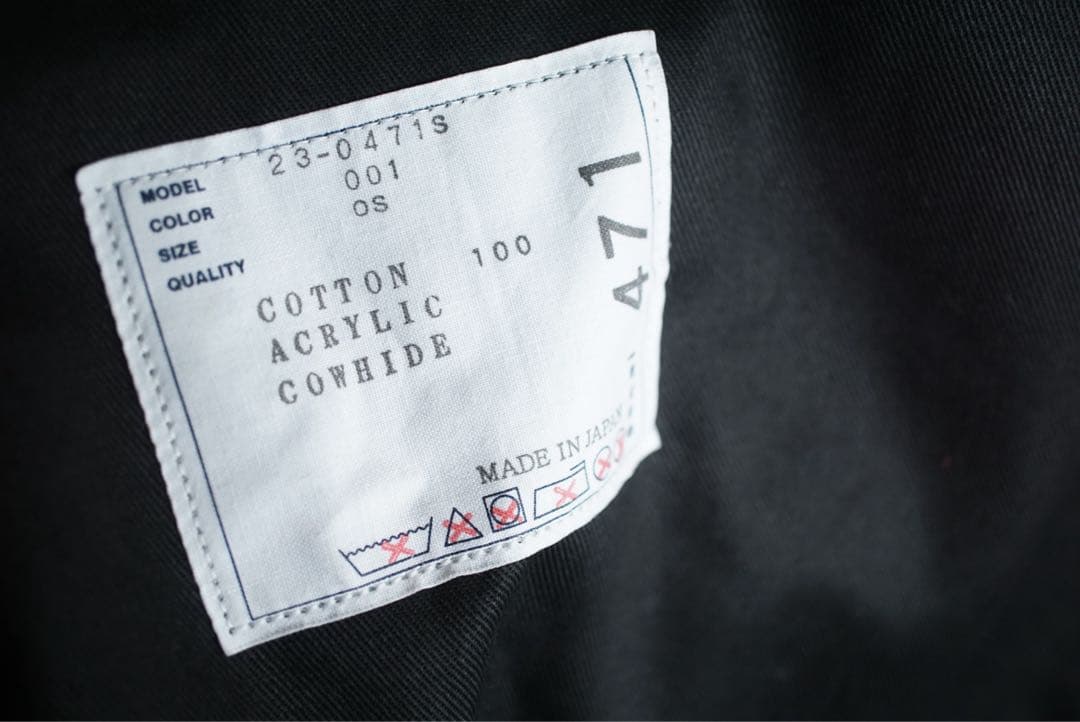 MODEL 23-0471S
COLOR 001
SIZE OS
QUALITY
COTTON 100
ACRYLIC
COWHIDE
471
MADE IN JAPAN